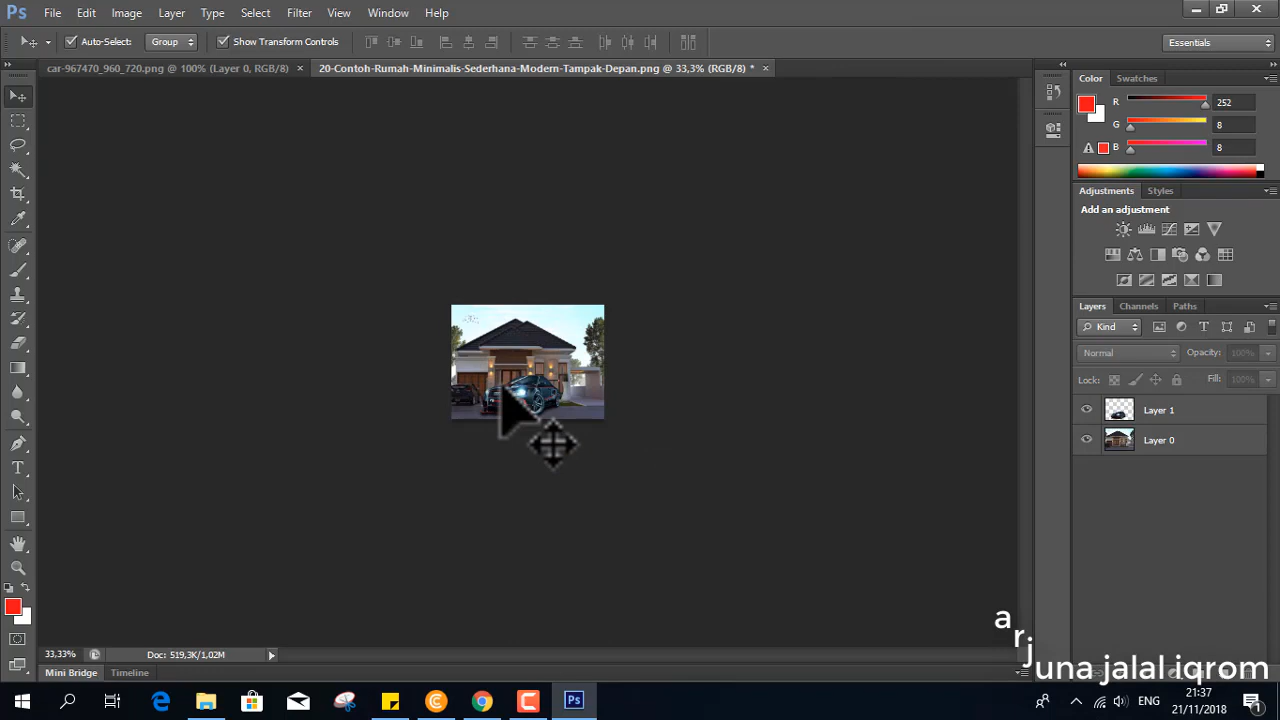 Ps File Edit Image Layer Type Select Filter View Window Help
Auto-Select: Group Show Transform Controls Essentials
car-967470_960_720.png @ 100% (Layer 0, RGB/8) × 20-Contoh-Rumah-Minimalis-Sederhana-Modern-Tampak-Depan.png @ 33,3% (RGB/8) * ×
Color Swatches
R 252
G 8
B 8
Adjustments Styles
Add an adjustment
Layers Channels Paths
Kind
Normal Opacity: 100%
Lock: Fill: 100%
Layer 1
Layer 0
33,33% Doc: 519,3K/1,02M
Mini Bridge Timeline
arjuna jalal iqrom
ENG 21:37
21/11/2018